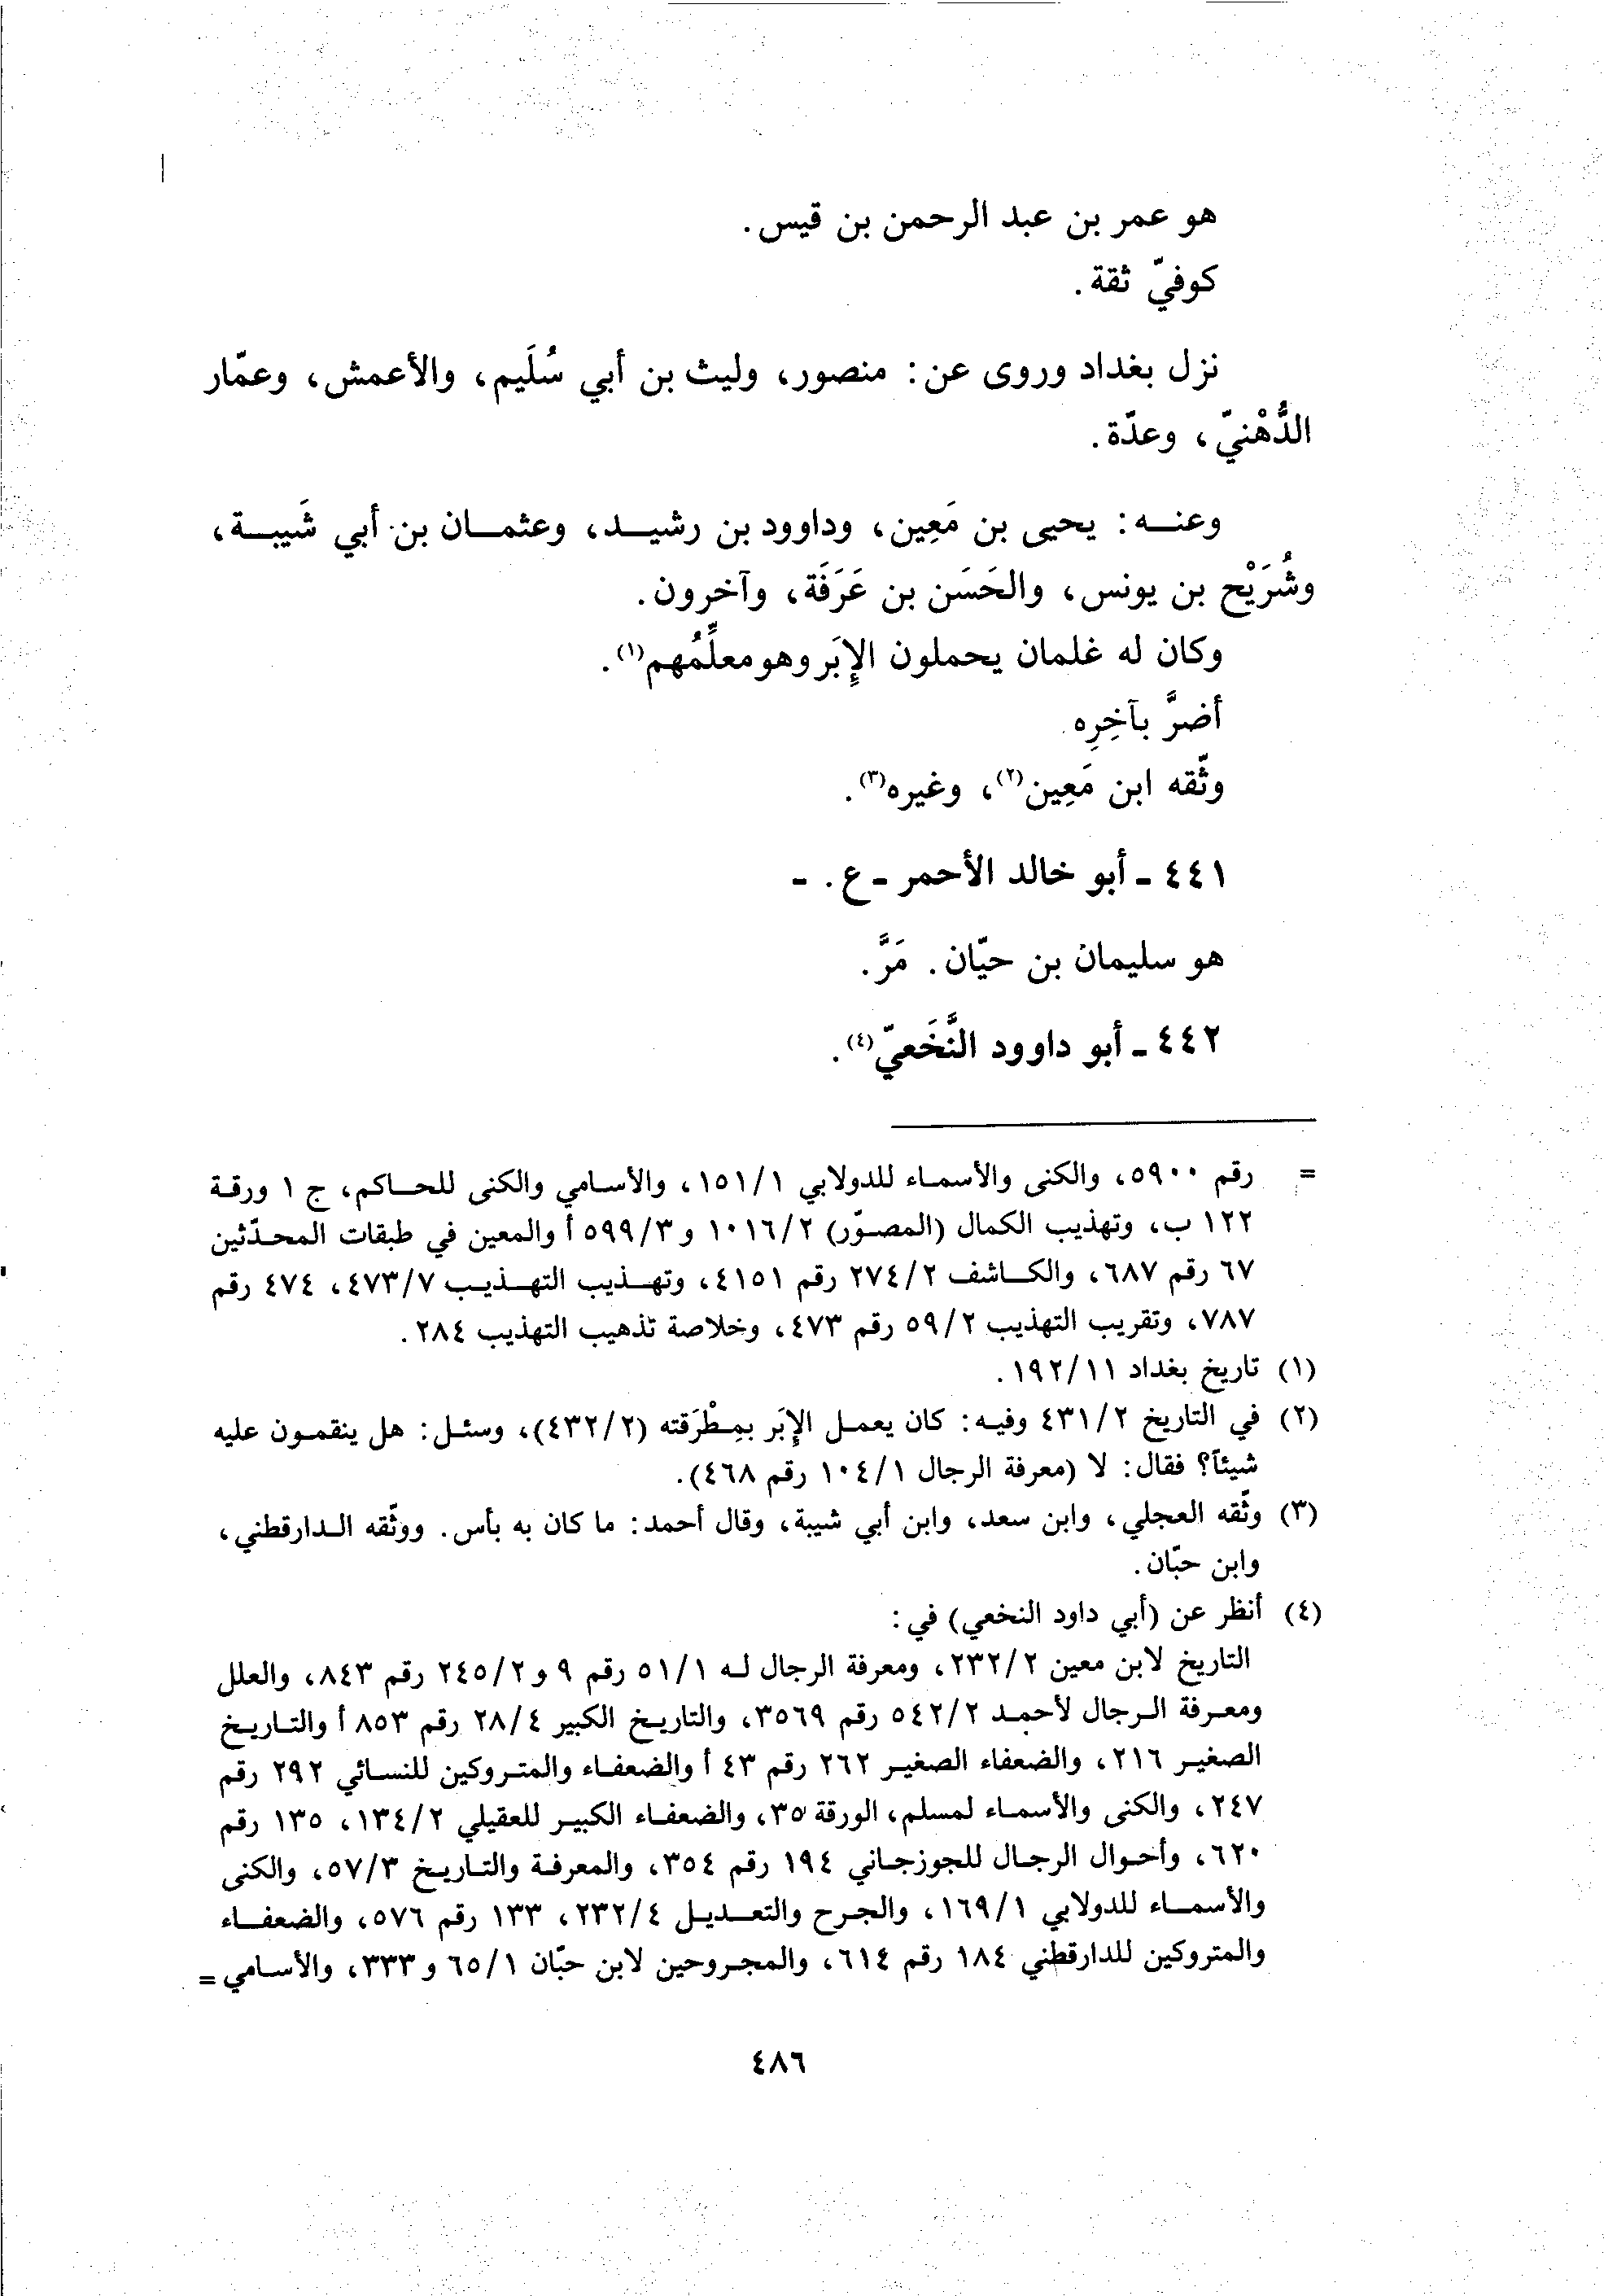 هو عمر بن عبد الرحمن بن قيس.
كوفيّ ثقة.
نزل بغداد وروى عن: منصور، وليث بن أبي سُلَيم، والأعمش، وعمّار
الدُّهْنيّ، وعدّة.
وعنـه: يحيى بن مَعِين، وداوود بن رشيـد، وعثمـان بن أبي شَيبـة،
وشُرَيْح بن يونس، والحَسَن بن عَرَفَة، وآخرون.
وكان له غلمان يحملون الإِبَر وهو معلِّمُهم(١).
أضرَّ بآخِرِه
وثّقه ابن مَعِين(٢)، وغيره(٣).
٤٤١ - أبو خالد الأحمر - ع. -
هو سليمان بن حيّان. مَرَّ.
٤٤٢ - أبو داوود النَّخَعيّ(٤).
= رقم ٥٩٠٠، والكنى والأسماء للدولابي ١٥١/١، والأسامي والكنى للحاكم، ج ١ ورقة
١٢٢ ب، وتهذيب الكمال (المصوّر) ١٠١٦/٢ و ٥٩٩/٣ أ والمعين في طبقات المحدّثين
٦٧ رقم ٦٨٧، والكاشف ٢٧٤/٢ رقم ٤١٥١، وتهذيب التهذيب ٤٧٣/٧، ٤٧٤ رقم
٧٨٧، وتقريب التهذيب ٥٩/٢ رقم ٤٧٣، وخلاصة تذهيب التهذيب ٢٨٤.
(١) تاريخ بغداد ١٩٢/١١.
(٢) في التاريخ ٤٣١/٢ وفيه: كان يعمل الإِبَر بمِطْرَقته (٤٣٢/٢)، وسئل: هل ينقمون عليه
شيئاً؟ فقال: لا (معرفة الرجال ١٠٤/١ رقم ٤٦٨).
(٣) وثّقه العجلي، وابن سعد، وابن أبي شيبة، وقال أحمد: ما كان به بأس. ووثّقه الدارقطني،
وابن حبّان.
(٤) أنظر عن (أبي داود النخعي) في:
التاريخ لابن معين ٢٣٢/٢، ومعرفة الرجال له ٥١/١ رقم ٩ و ٢٤٥/٢ رقم ٨٤٣، والعلل
ومعرفة الرجال لأحمد ٥٤٢/٢ رقم ٣٥٦٩، والتاريخ الكبير ٢٨/٤ رقم ٨٥٣ أ والتاريخ
الصغير ٢١٦، والضعفاء الصغير ٢٦٢ رقم ٤٣ أ والضعفاء والمتروكين للنسائي ٢٩٢ رقم
٢٤٧، والكنى والأسماء لمسلم، الورقة ٣٥، والضعفاء الكبير للعقيلي ١٣٤/٢، ١٣٥ رقم
٦٢٠، وأحوال الرجال للجوزجاني ١٩٤ رقم ٣٥٤، والمعرفة والتاريخ ٥٧/٣، والكنى
والأسماء للدولابي ١٦٩/١، والجرح والتعديل ٢٣٢/٤، ١٣٣ رقم ٥٧٦، والضعفاء
والمتروكين للدارقطني ١٨٤ رقم ٦١٤، والمجروحين لابن حبّان ٦٥/١ و ٣٣٣، والأسامي =
٤٨٦